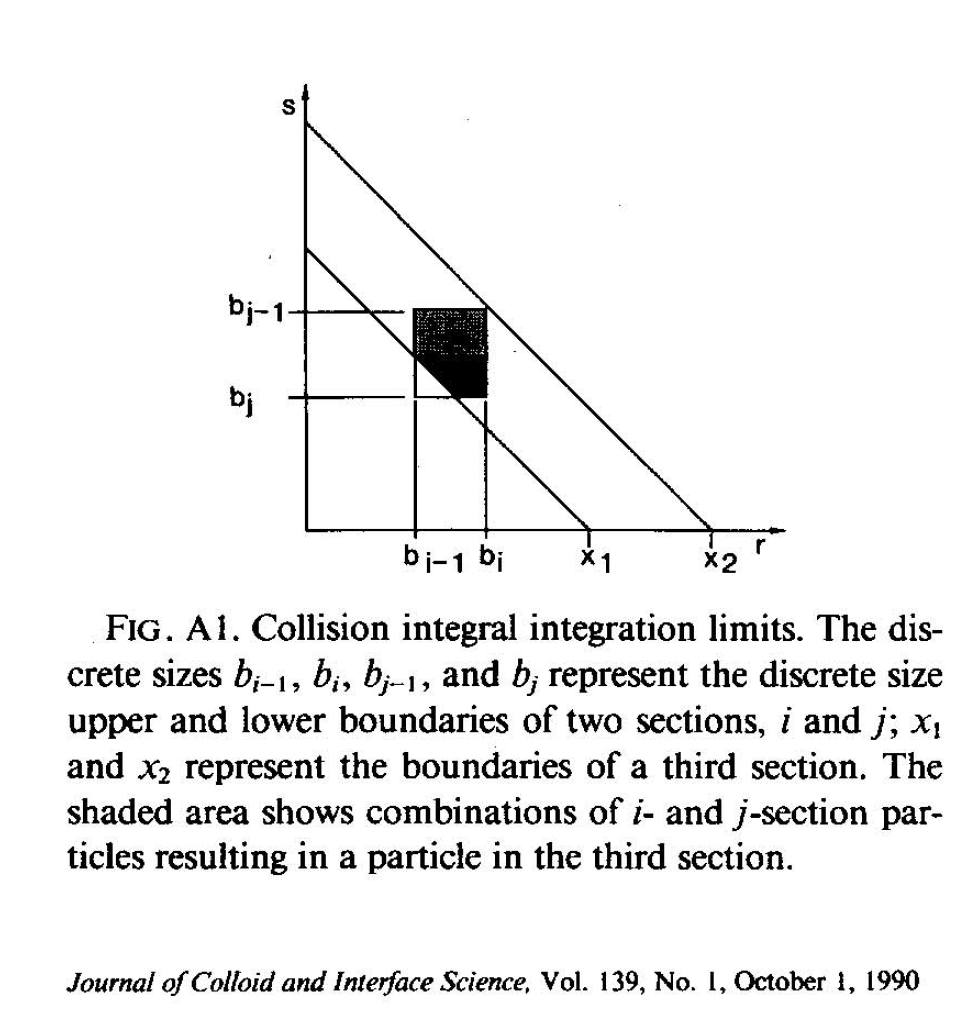 s
bj-1
bj
bi-1 bi x1 x2 r
FIG. A1. Collision integral integration limits. The dis-
crete sizes bi-1, bi, bj-1, and bj represent the discrete size
upper and lower boundaries of two sections, i and j; x1
and x2 represent the boundaries of a third section. The
shaded area shows combinations of i- and j-section par-
ticles resulting in a particle in the third section.
Journal of Colloid and Interface Science, Vol. 139, No. 1, October 1, 1990